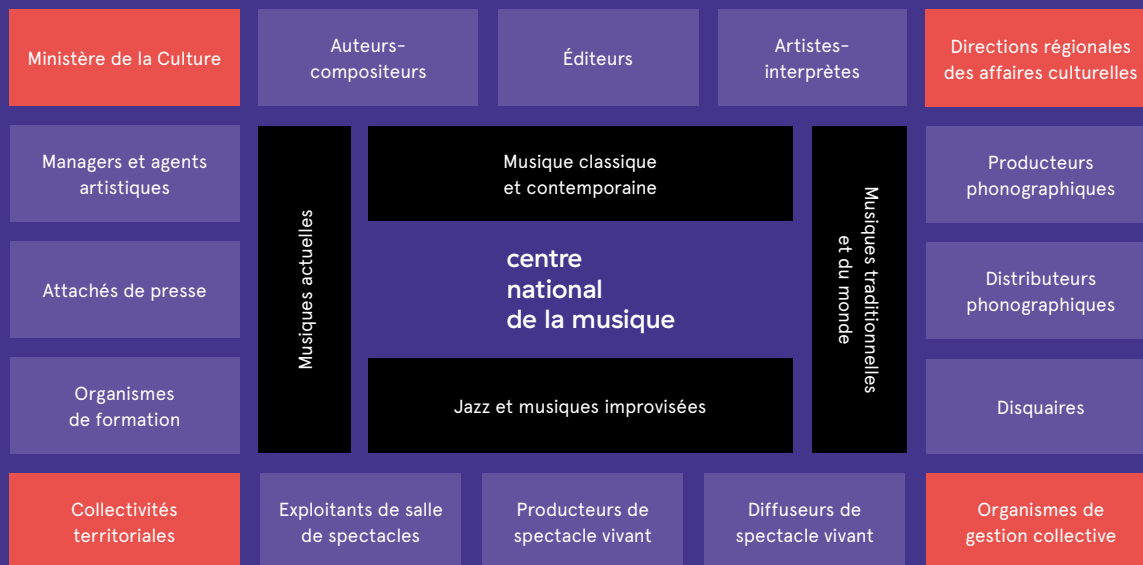 Ministère de la Culture
Auteurs-
compositeurs
Éditeurs
Artistes-
interprètes
Directions régionales
des affaires culturelles
Managers et agents
artistiques
Musiques actuelles
Musique classique
et contemporaine
Musiques traditionnelles
et du monde
Producteurs
phonographiques
Attachés de presse
centre
national
de la musique
Distributeurs
phonographiques
Organismes
de formation
Jazz et musiques improvisées
Disquaires
Collectivités
territoriales
Exploitants de salle
de spectacles
Producteurs de
spectacle vivant
Diffuseurs de
spectacle vivant
Organismes de
gestion collective